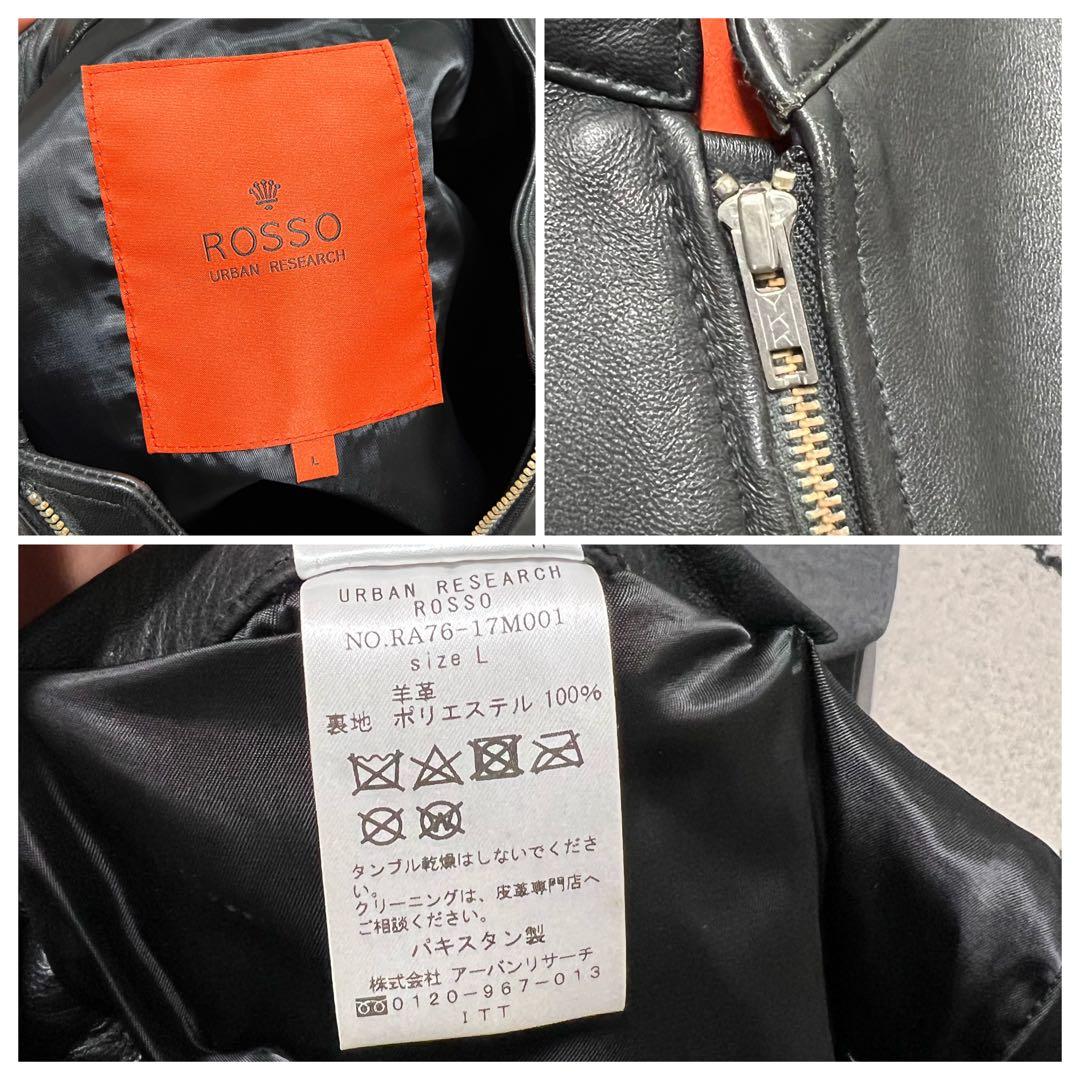 ROSSO
URBAN RESEARCH
L
YKK
URBAN RESEARCH
ROSSO
NO.RA76-17M001
size L
羊革
裏地 ポリエステル 100%
W
タンブル乾燥はしないでくださ
い。
クリーニングは、皮革専門店へ
ご相談ください。
パキスタン製
株式会社 アーバンリサーチ
0120-967-013
ITT